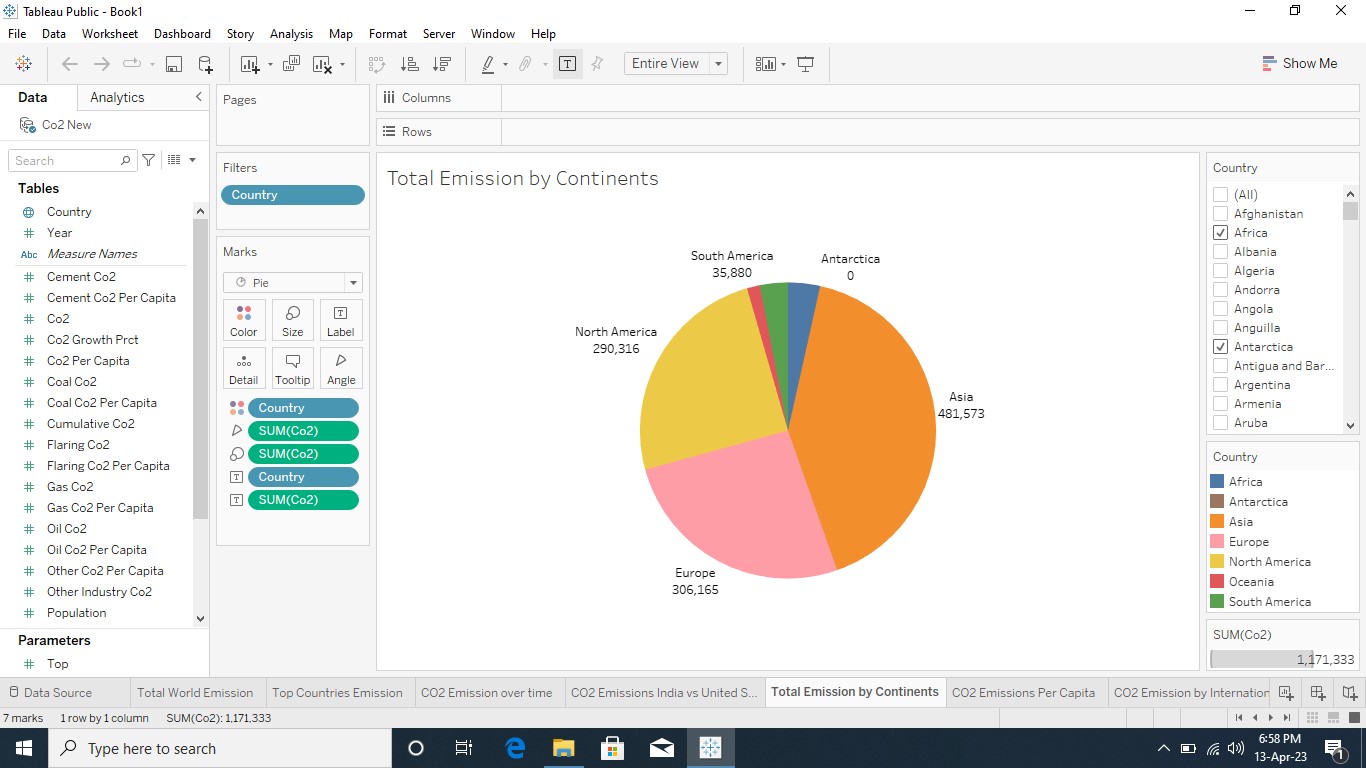 Tableau Public - Book1
File Data Worksheet Dashboard Story Analysis Map Format Server Window Help
Entire View
Show Me
Data Analytics
Co2 New
Search
Tables
Country
Year
Abc Measure Names
Cement Co2
Cement Co2 Per Capita
Co2
Co2 Growth Prct
Co2 Per Capita
Coal Co2
Coal Co2 Per Capita
Cumulative Co2
Flaring Co2
Flaring Co2 Per Capita
Gas Co2
Gas Co2 Per Capita
Oil Co2
Oil Co2 Per Capita
Other Co2 Per Capita
Other Industry Co2
Population
Parameters
Top
Pages
Filters
Country
Marks
Pie
Color Size Label
Detail Tooltip Angle
Country
SUM(Co2)
SUM(Co2)
Country
SUM(Co2)
Columns
Rows
Total Emission by Continents
South America
35,880
Antarctica
0
North America
290,316
Asia
481,573
Europe
306,165
Country
(All)
Afghanistan
Africa
Albania
Algeria
Andorra
Angola
Anguilla
Antarctica
Antigua and Bar...
Argentina
Armenia
Aruba
Country
Africa
Antarctica
Asia
Europe
North America
Oceania
South America
SUM(Co2)
1,171,333
Data Source Total World Emission Top Countries Emission CO2 Emission over time CO2 Emissions India vs United S... Total Emission by Continents CO2 Emissions Per Capita CO2 Emission by Internation
7 marks 1 row by 1 column SUM(Co2): 1,171,333
Type here to search
6:58 PM
13-Apr-23
1